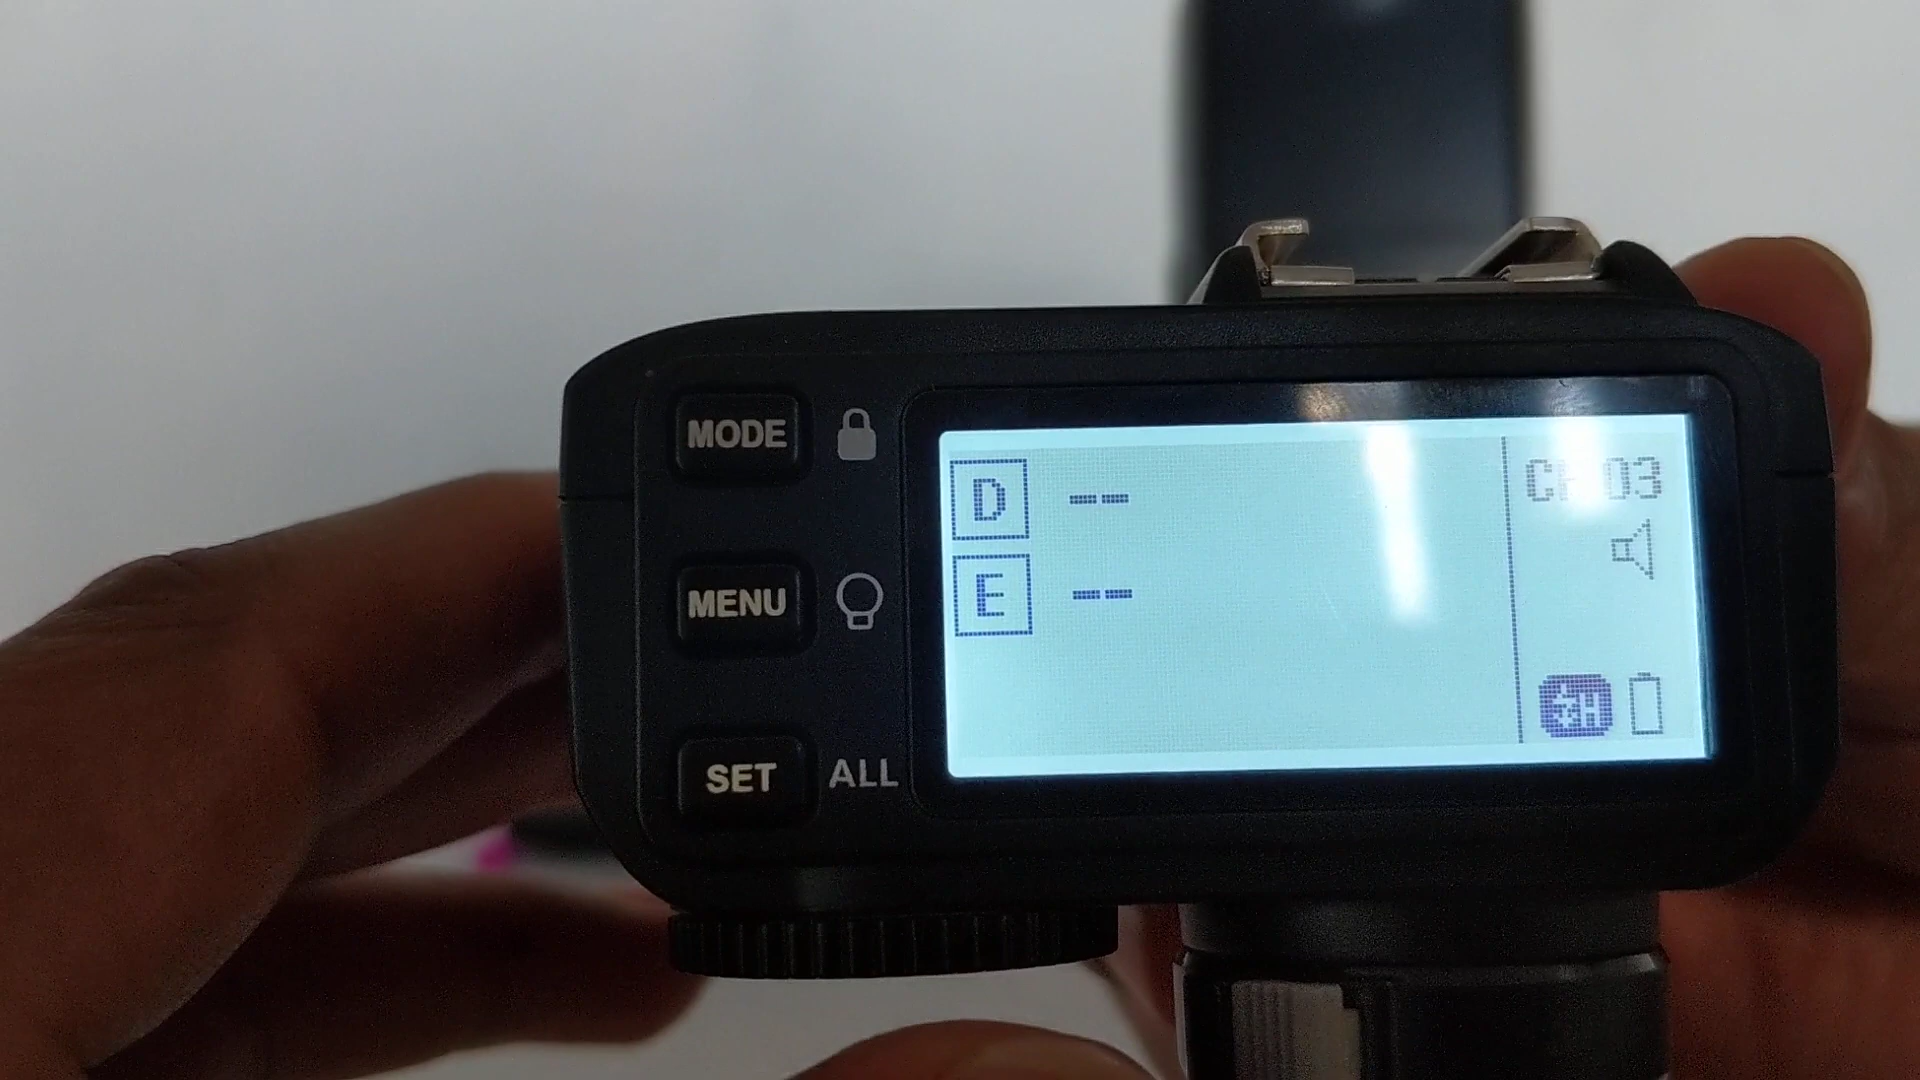 MODE
MENU
SET ALL
D --
E --
CH 03
H